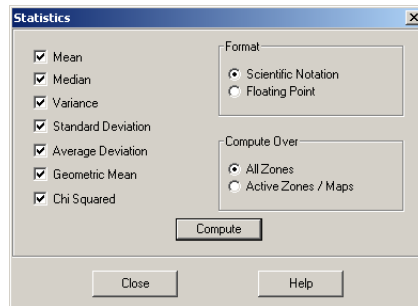 Statistics
Mean
Median
Variance
Standard Deviation
Average Deviation
Geometric Mean
Chi Squared
Format
Scientific Notation
Floating Point
Compute Over
All Zones
Active Zones / Maps
Compute
Close
Help